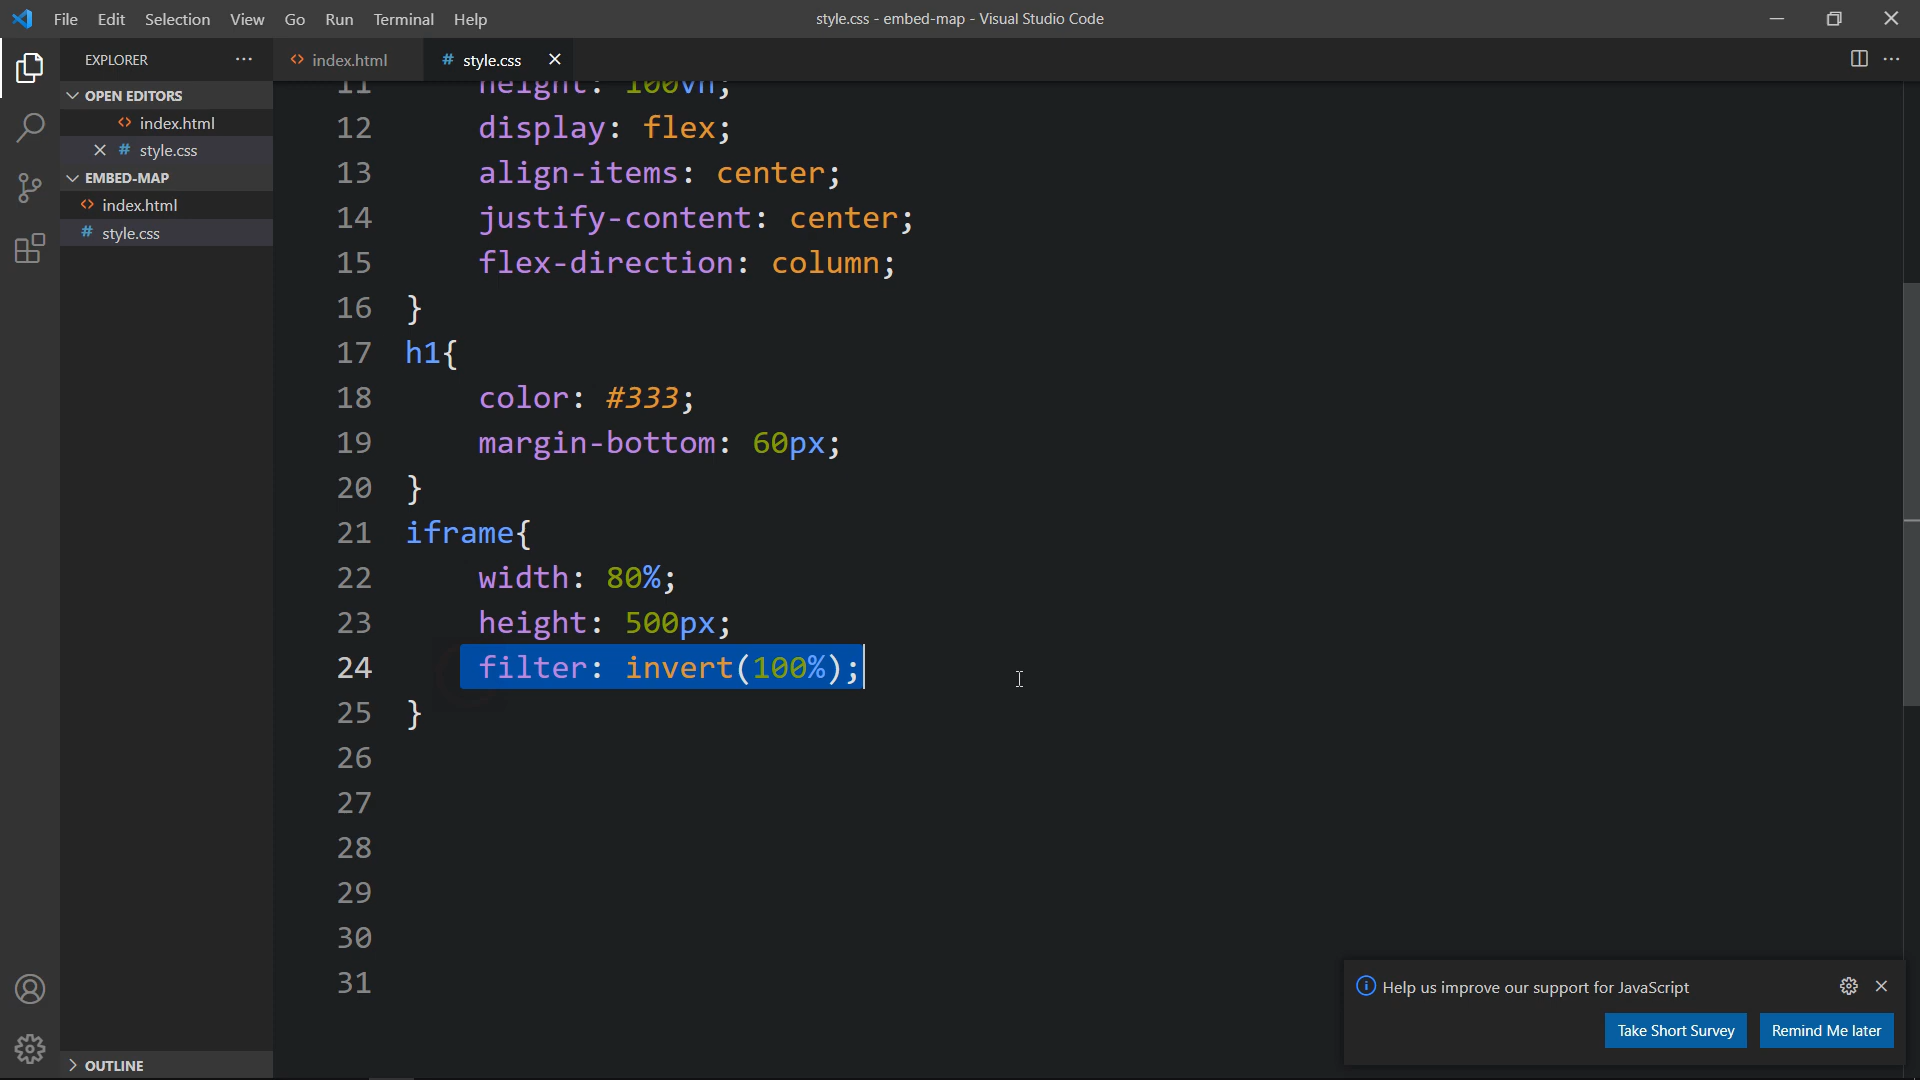 File Edit Selection View Go Run Terminal Help
style.css - embed-map - Visual Studio Code
EXPLORER
OPEN EDITORS
<> index.html
# style.css
EMBED-MAP
<> index.html
# style.css
OUTLINE
<> index.html
# style.css
11 height: 100vh;
12 display: flex;
13 align-items: center;
14 justify-content: center;
15 flex-direction: column;
16 }
17 h1{
18 color: #333;
19 margin-bottom: 60px;
20 }
21 iframe{
22 width: 80%;
23 height: 500px;
24 filter: invert(100%);
25 }
26
27
28
29
30
31
Help us improve our support for JavaScript
Take Short Survey
Remind Me later